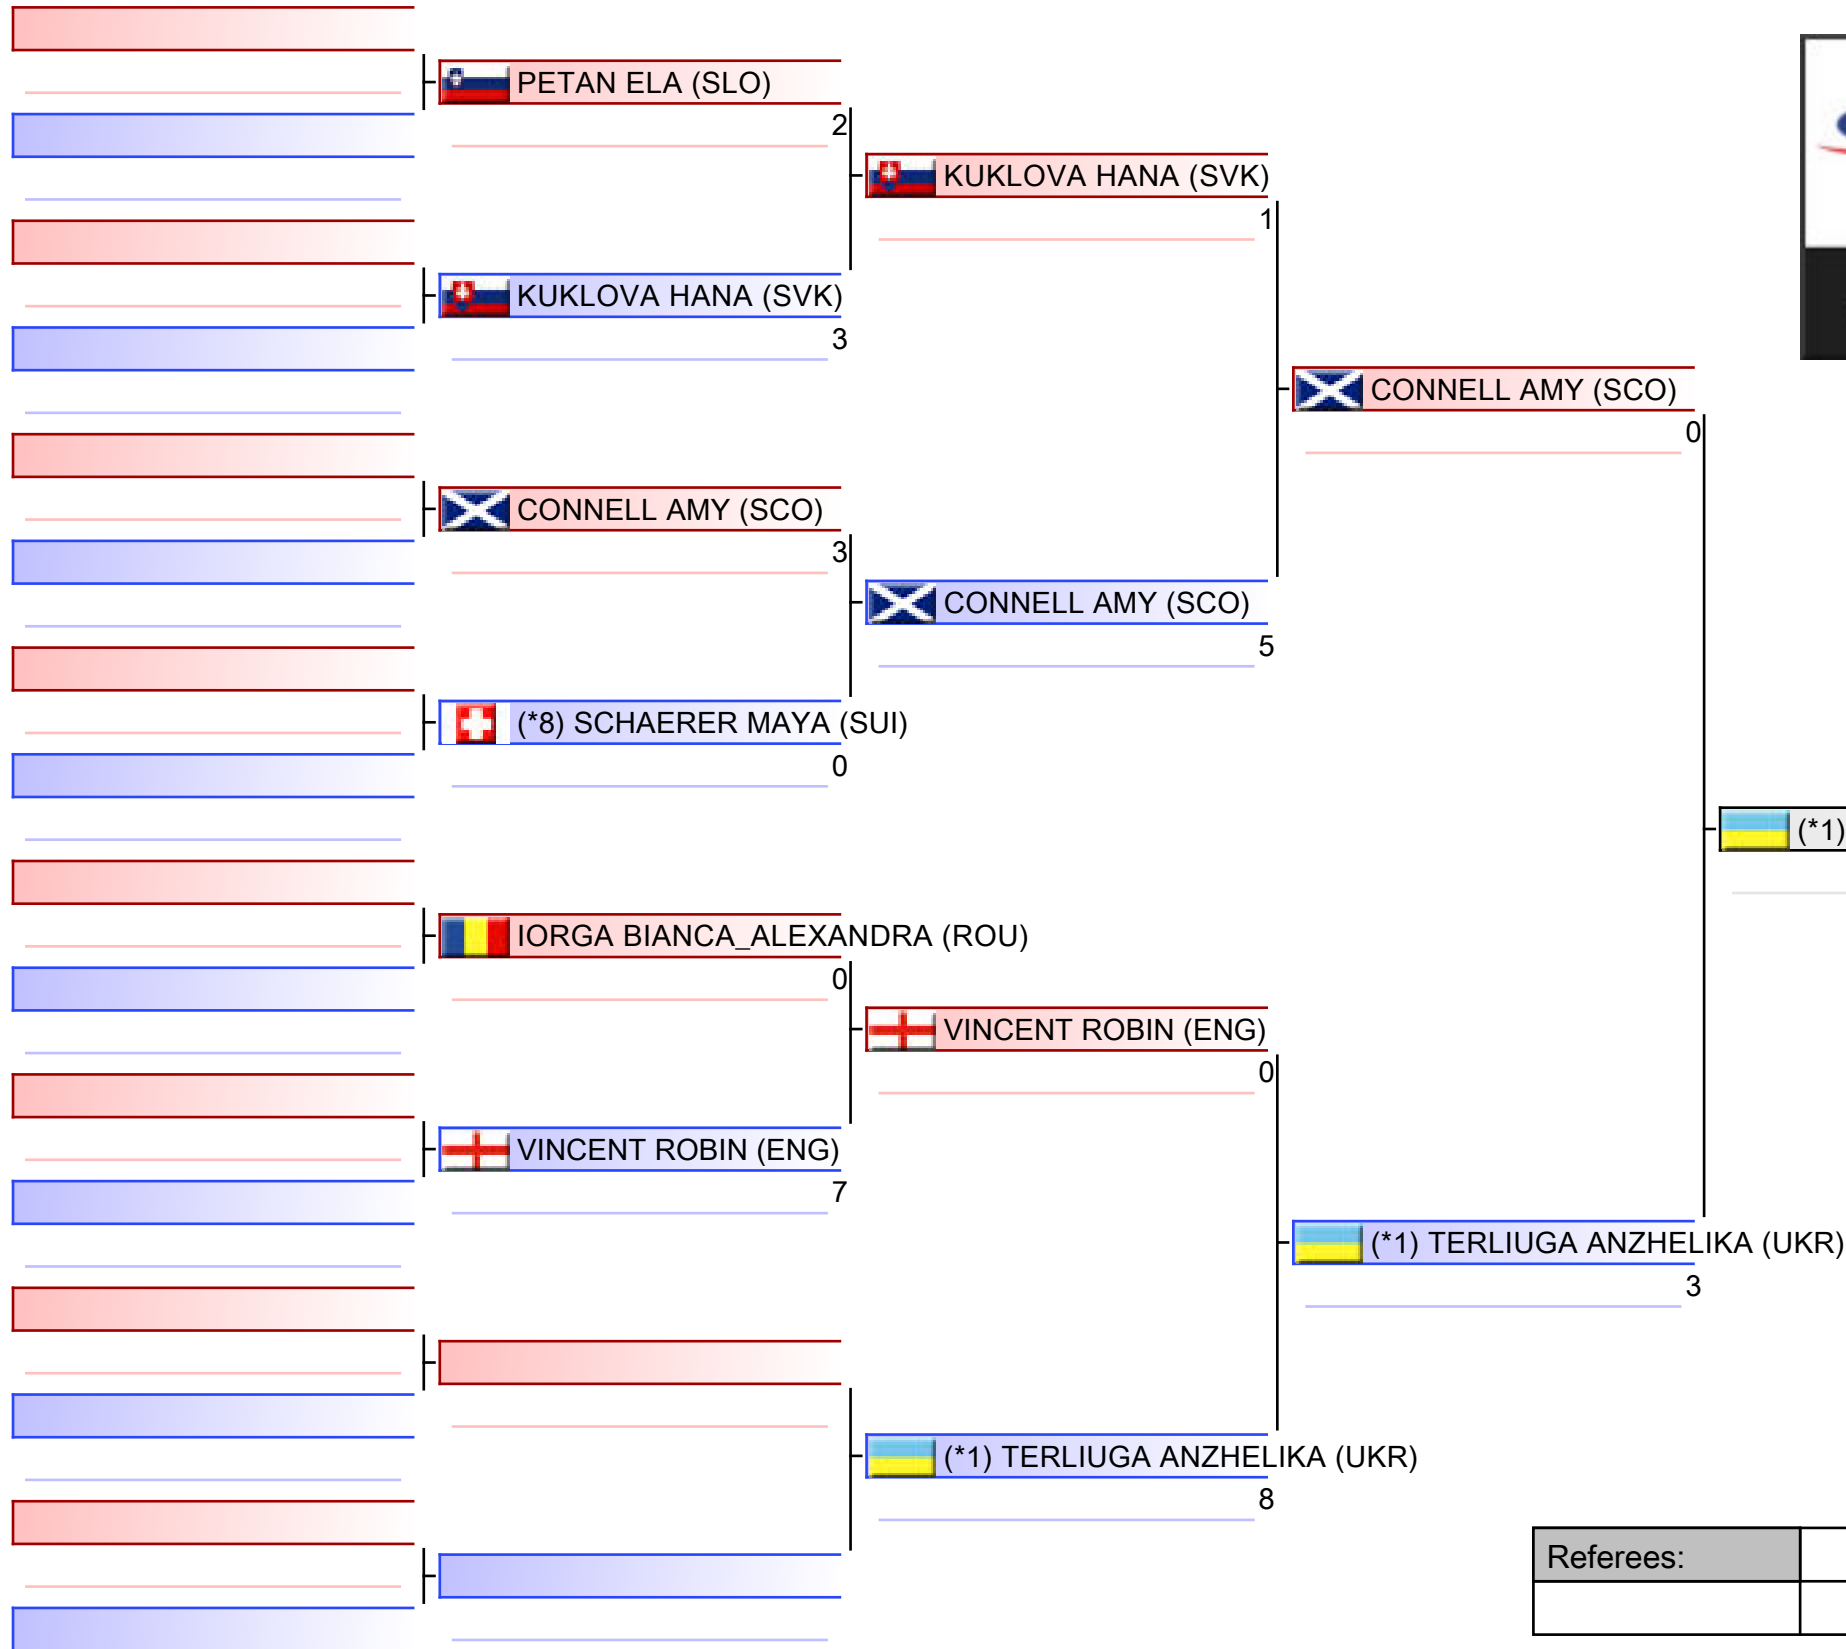 PETAN ELA (SLO)
2
KUKLOVA HANA (SVK)
1
KUKLOVA HANA (SVK)
3
CONNELL AMY (SCO)
0
CONNELL AMY (SCO)
3
CONNELL AMY (SCO)
5
(*8) SCHAERER MAYA (SUI)
0
(*1)
IORGA BIANCA_ALEXANDRA (ROU)
0
VINCENT ROBIN (ENG)
0
VINCENT ROBIN (ENG)
7
(*1) TERLIUGA ANZHELIKA (UKR)
3
(*1) TERLIUGA ANZHELIKA (UKR)
8
Referees: